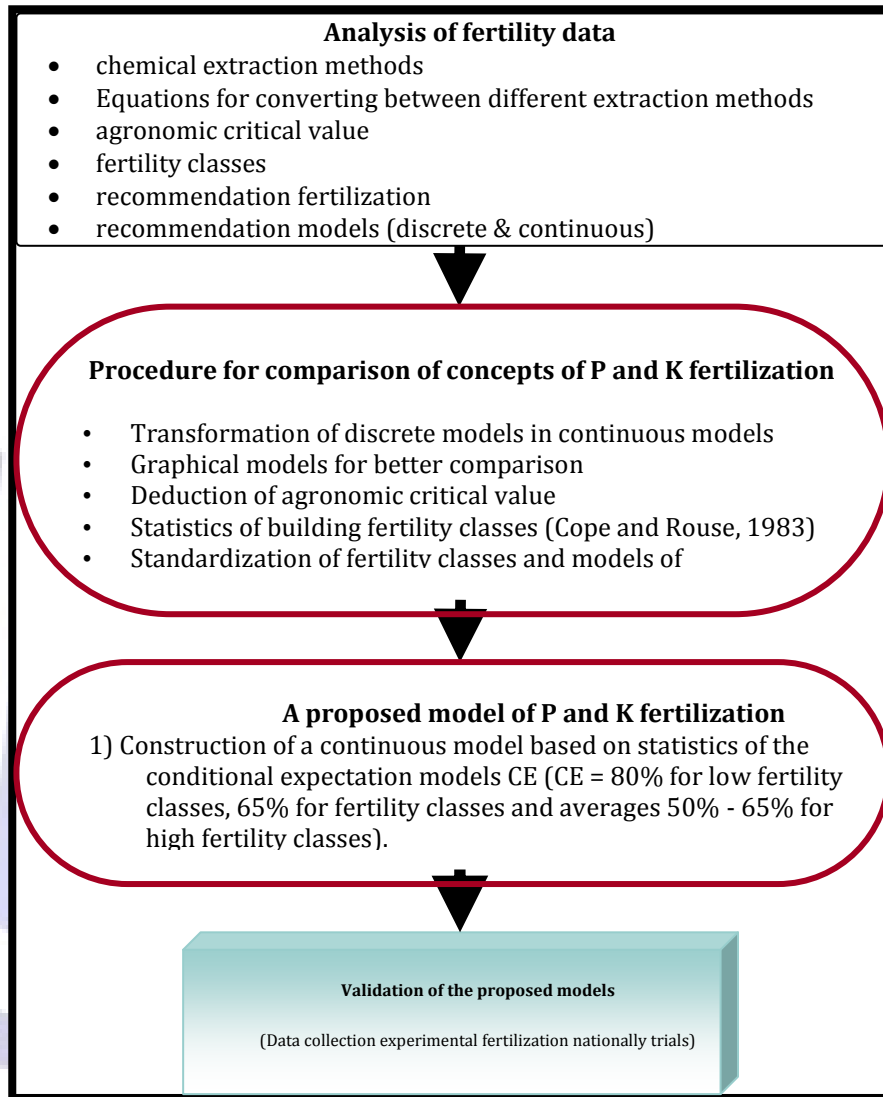 Analysis of fertility data
• chemical extraction methods
• Equations for converting between different extraction methods
• agronomic critical value
• fertility classes
• recommendation fertilization
• recommendation models (discrete & continuous)
Procedure for comparison of concepts of P and K fertilization
• Transformation of discrete models in continuous models
• Graphical models for better comparison
• Deduction of agronomic critical value
• Statistics of building fertility classes (Cope and Rouse, 1983)
• Standardization of fertility classes and models of
A proposed model of P and K fertilization
1) Construction of a continuous model based on statistics of the
conditional expectation models CE (CE = 80% for low fertility
classes, 65% for fertility classes and averages 50% - 65% for
high fertility classes).
Validation of the proposed models
(Data collection experimental fertilization nationally trials)